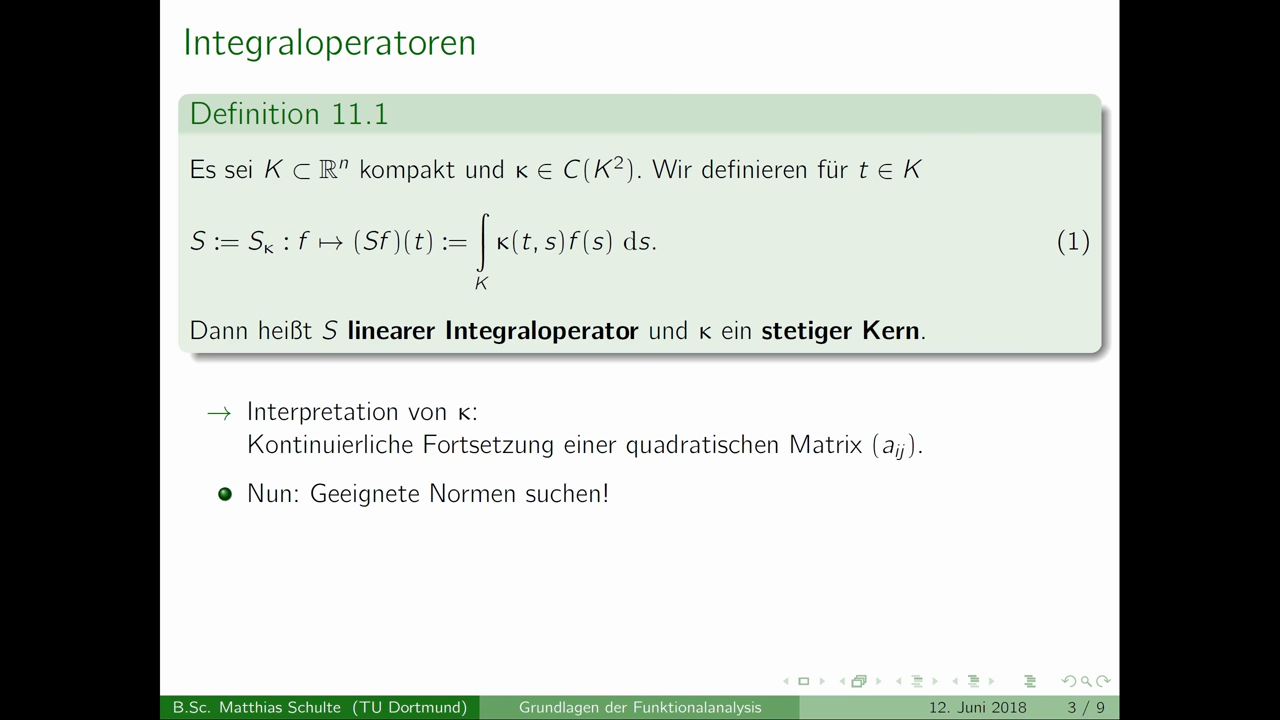 Integraloperatoren
Definition 11.1
Es sei K ⊂ ℝⁿ kompakt und κ ∈ C(K²). Wir definieren für t ∈ K
S := S_κ : f ↦ (Sf)(t) := ∫_K κ(t, s)f(s) ds. (1)
Dann heißt S linearer Integraloperator und κ ein stetiger Kern.
→ Interpretation von κ:
Kontinuierliche Fortsetzung einer quadratischen Matrix (a_ij).
Nun: Geeignete Normen suchen!
B.Sc. Matthias Schulte (TU Dortmund) Grundlagen der Funktionalanalysis 12. Juni 2018 3 / 9